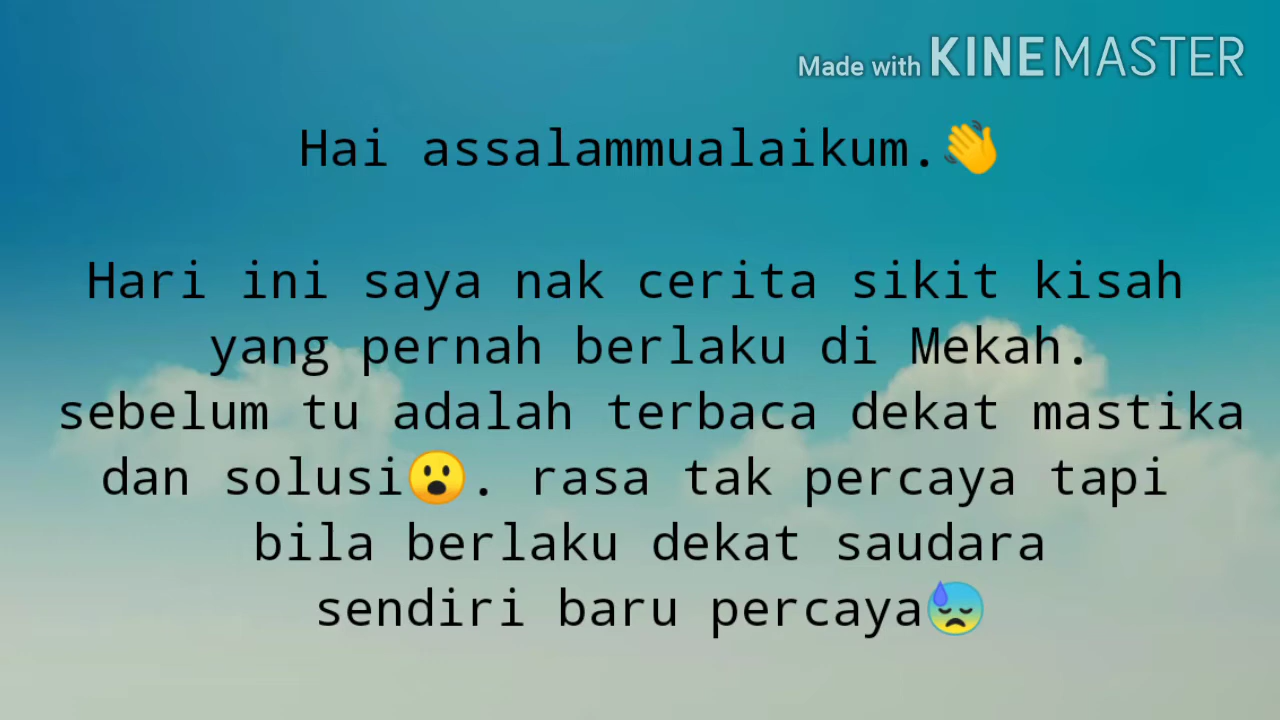 Made with KINEMASTER
Hai assalammualaikum.👋
Hari ini saya nak cerita sikit kisah
yang pernah berlaku di Mekah.
sebelum tu adalah terbaca dekat mastika
dan solusi😮. rasa tak percaya tapi
bila berlaku dekat saudara
sendiri baru percaya😓